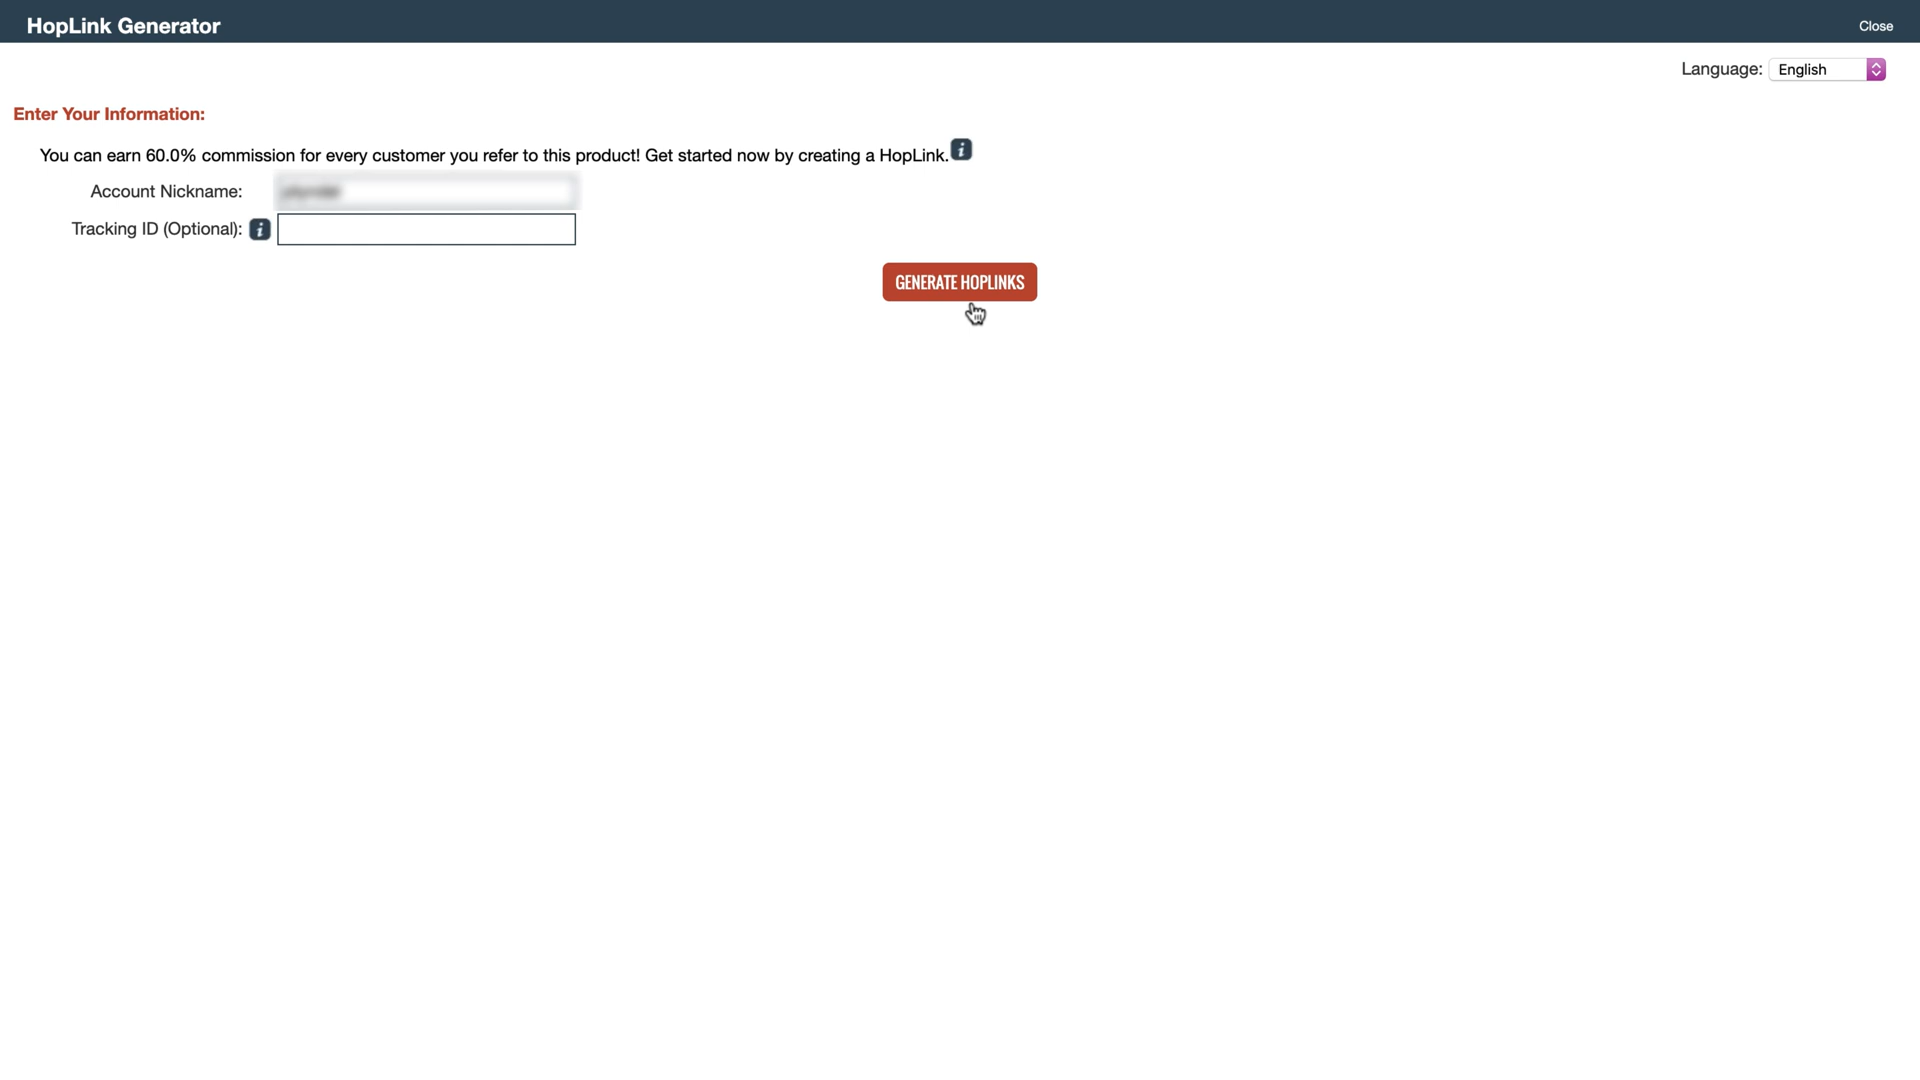 HopLink Generator
Close
Language: English
Enter Your Information:
You can earn 60.0% commission for every customer you refer to this product! Get started now by creating a HopLink. i
Account Nickname:
Tracking ID (Optional): i
GENERATE HOPLINKS